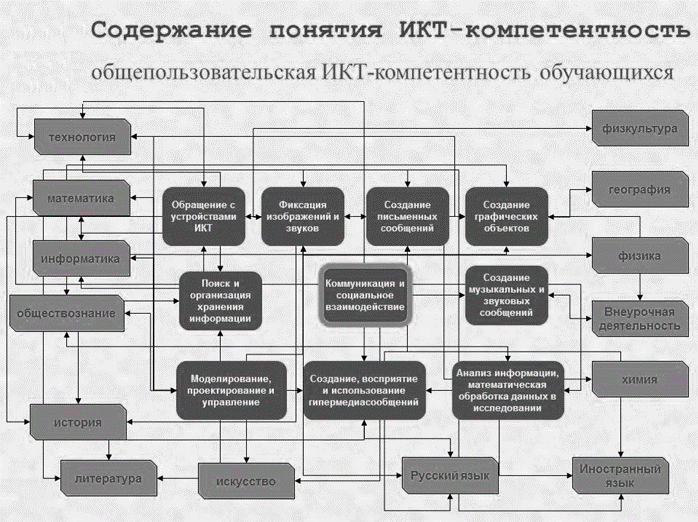 Содержание понятия ИКТ-компетентность
общепользовательская ИКТ-компетентность обучающихся
технология
физкультура
математика
география
Обращение с
устройствами
ИКТ
Фиксация
изображений и
звуков
Создание
письменных
сообщений
Создание
графических
объектов
информатика
физика
Поиск и
организация
хранения
информации
Коммуникация и
социальное
взаимодействие
Создание
музыкальных и
звуковых
сообщений
обществознание
Внеурочная
деятельность
Моделирование,
проектирование и
управление
Создание, восприятие
и использование
гипермедиасообщений
Анализ информации,
математическая
обработка данных в
исследовании
химия
история
литература
искусство
Русский язык
Иностранный
язык